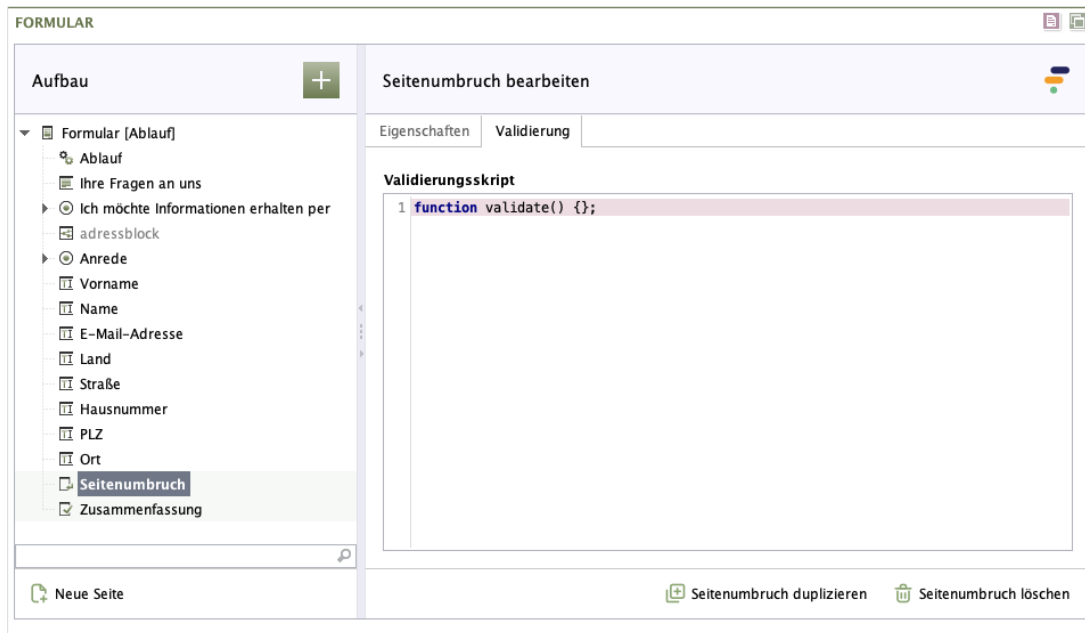 FORMULAR
Aufbau
Formular [Ablauf]
Ablauf
Ihre Fragen an uns
Ich möchte Informationen erhalten per
adressblock
Anrede
Vorname
Name
E-Mail-Adresse
Land
Straße
Hausnummer
PLZ
Ort
Seitenumbruch
Zusammenfassung
Neue Seite
Seitenumbruch bearbeiten
Eigenschaften Validierung
Validierungsskript
1 function validate() {};
Seitenumbruch duplizieren Seitenumbruch löschen